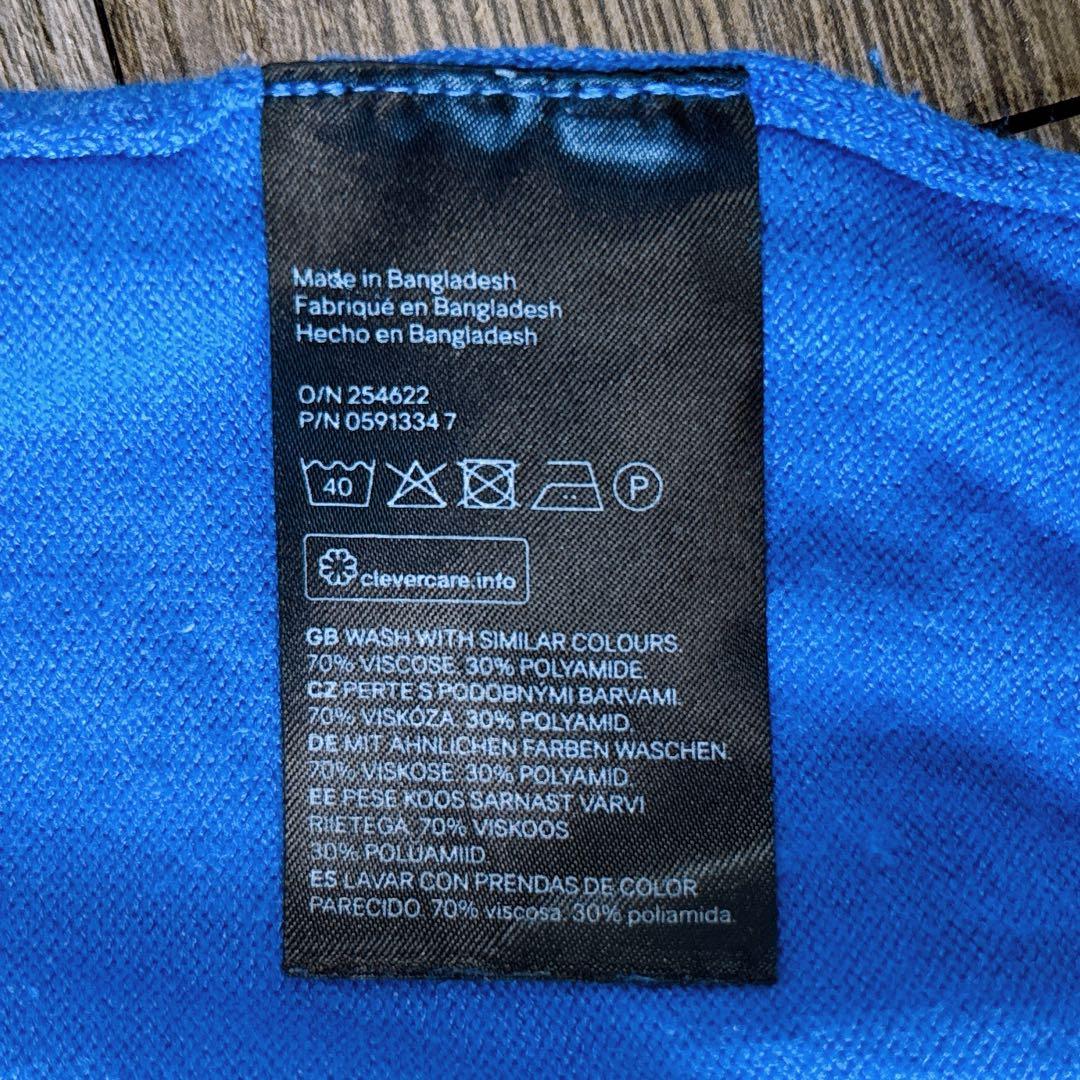 Made in Bangladesh
Fabriqué en Bangladesh
Hecho en Bangladesh
O/N 254622
P/N 0591334 7
40 P
clevercare.info
GB WASH WITH SIMILAR COLOURS.
70% VISCOSE. 30% POLYAMIDE.
CZ PERTE S PODOBNYMI BARVAMI.
70% VISKÓZA. 30% POLYAMID.
DE MIT ÄHNLICHEN FARBEN WASCHEN.
70% VISKOSE. 30% POLYAMID.
EE PESE KOOS SARNAST VÄRVI
RIIETEGA. 70% VISKOOS
30% POLÜAMIID
ES LAVAR CON PRENDAS DE COLOR
PARECIDO. 70% viscosa. 30% poliamida.